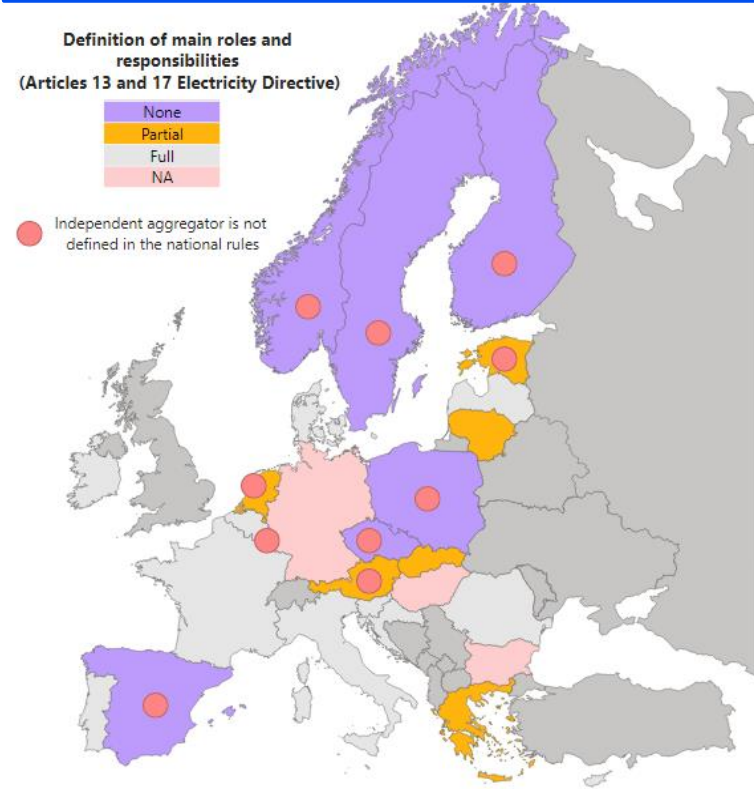 Definition of main roles and
responsibilities
(Articles 13 and 17 Electricity Directive)
None
Partial
Full
NA
Independent aggregator is not
defined in the national rules